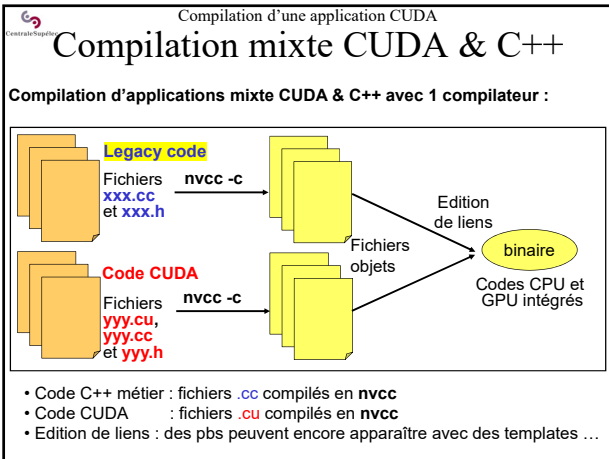 CentraleSupélec
Compilation d'une application CUDA
Compilation mixte CUDA & C++
Compilation d'applications mixte CUDA & C++ avec 1 compilateur :
Legacy code
Fichiers
xxx.cc
et xxx.h
nvcc -c
Code CUDA
Fichiers
yyy.cu,
yyy.cc
et yyy.h
nvcc -c
Fichiers
objets
Edition
de liens
binaire
Codes CPU et
GPU intégrés
• Code C++ métier : fichiers .cc compilés en nvcc
• Code CUDA : fichiers .cu compilés en nvcc
• Edition de liens : des pbs peuvent encore apparaître avec des templates …